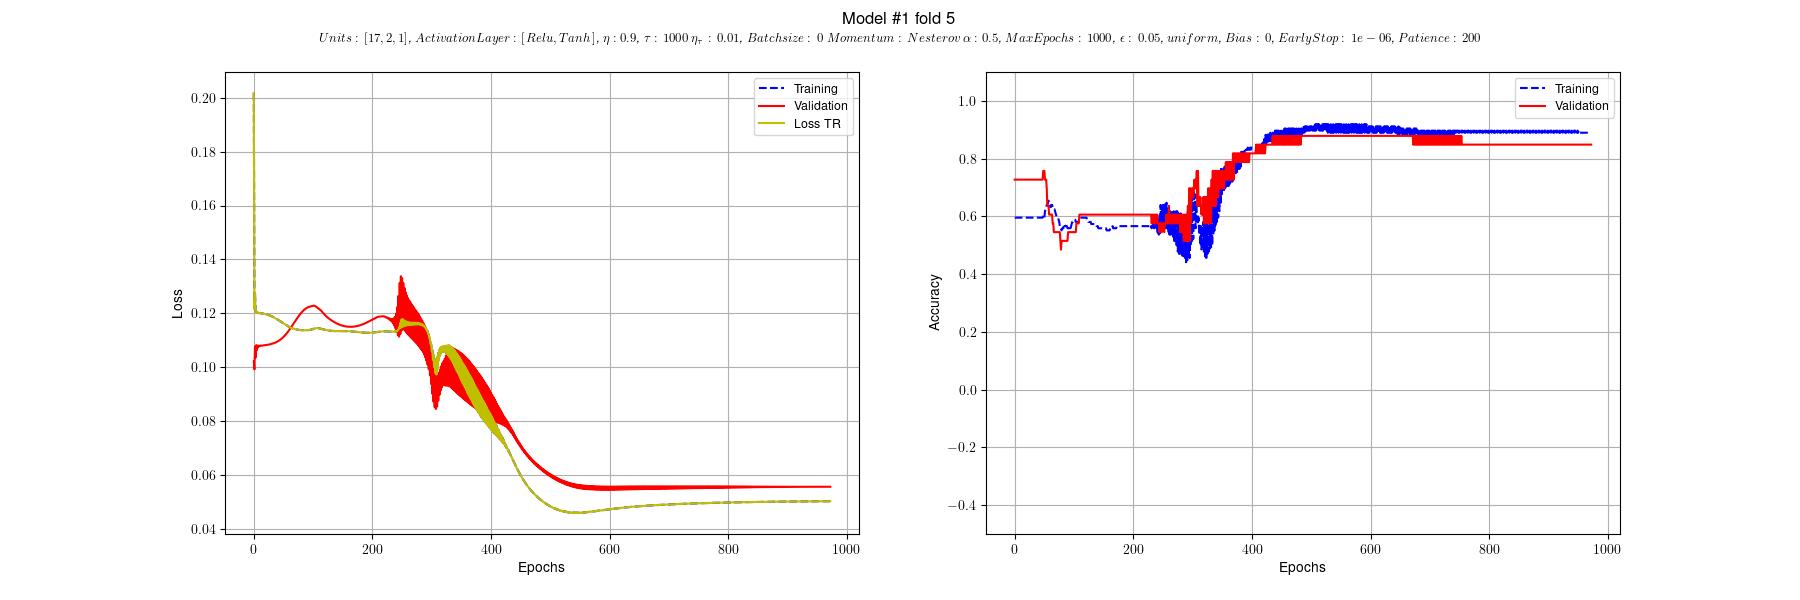 Model #1 fold 5
Units : [17, 2, 1], ActivationLayer : [Relu, Tanh], η : 0.9, τ : 1000 ητ : 0.01, Batchsize : 0 Momentum : Nesterov α : 0.5, MaxEpochs : 1000, ϵ : 0.05, uniform, Bias : 0, EarlyStop : 1e − 06, Patience : 200
Loss
0.20
0.18
0.16
0.14
0.12
0.10
0.08
0.06
0.04
Training
Validation
Loss TR
0 200 400 600 800 1000
Epochs
Accuracy
1.0
0.8
0.6
0.4
0.2
0.0
−0.2
−0.4
Training
Validation
0 200 400 600 800 1000
Epochs